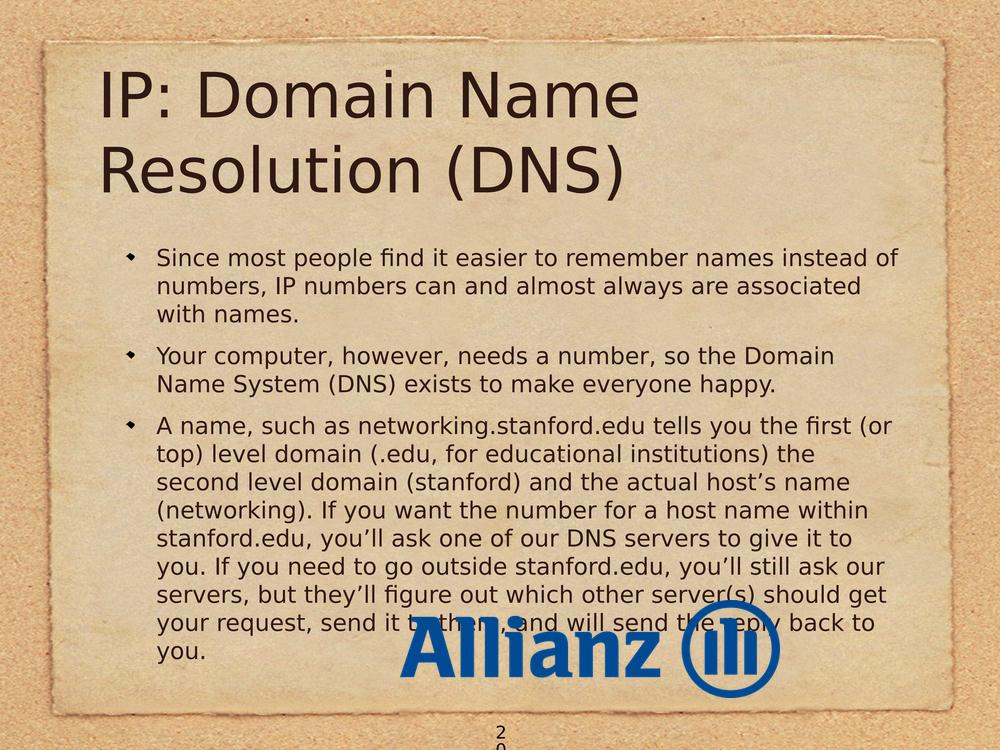 IP: Domain Name
Resolution (DNS)
Since most people find it easier to remember names instead of
numbers, IP numbers can and almost always are associated
with names.
Your computer, however, needs a number, so the Domain
Name System (DNS) exists to make everyone happy.
A name, such as networking.stanford.edu tells you the first (or
top) level domain (.edu, for educational institutions) the
second level domain (stanford) and the actual host’s name
(networking). If you want the number for a host name within
stanford.edu, you’ll ask one of our DNS servers to give it to
you. If you need to go outside stanford.edu, you’ll still ask our
servers, but they’ll figure out which other server(s) should get
your request, send it to them, and will send the reply back to
you.
Allianz
2
0